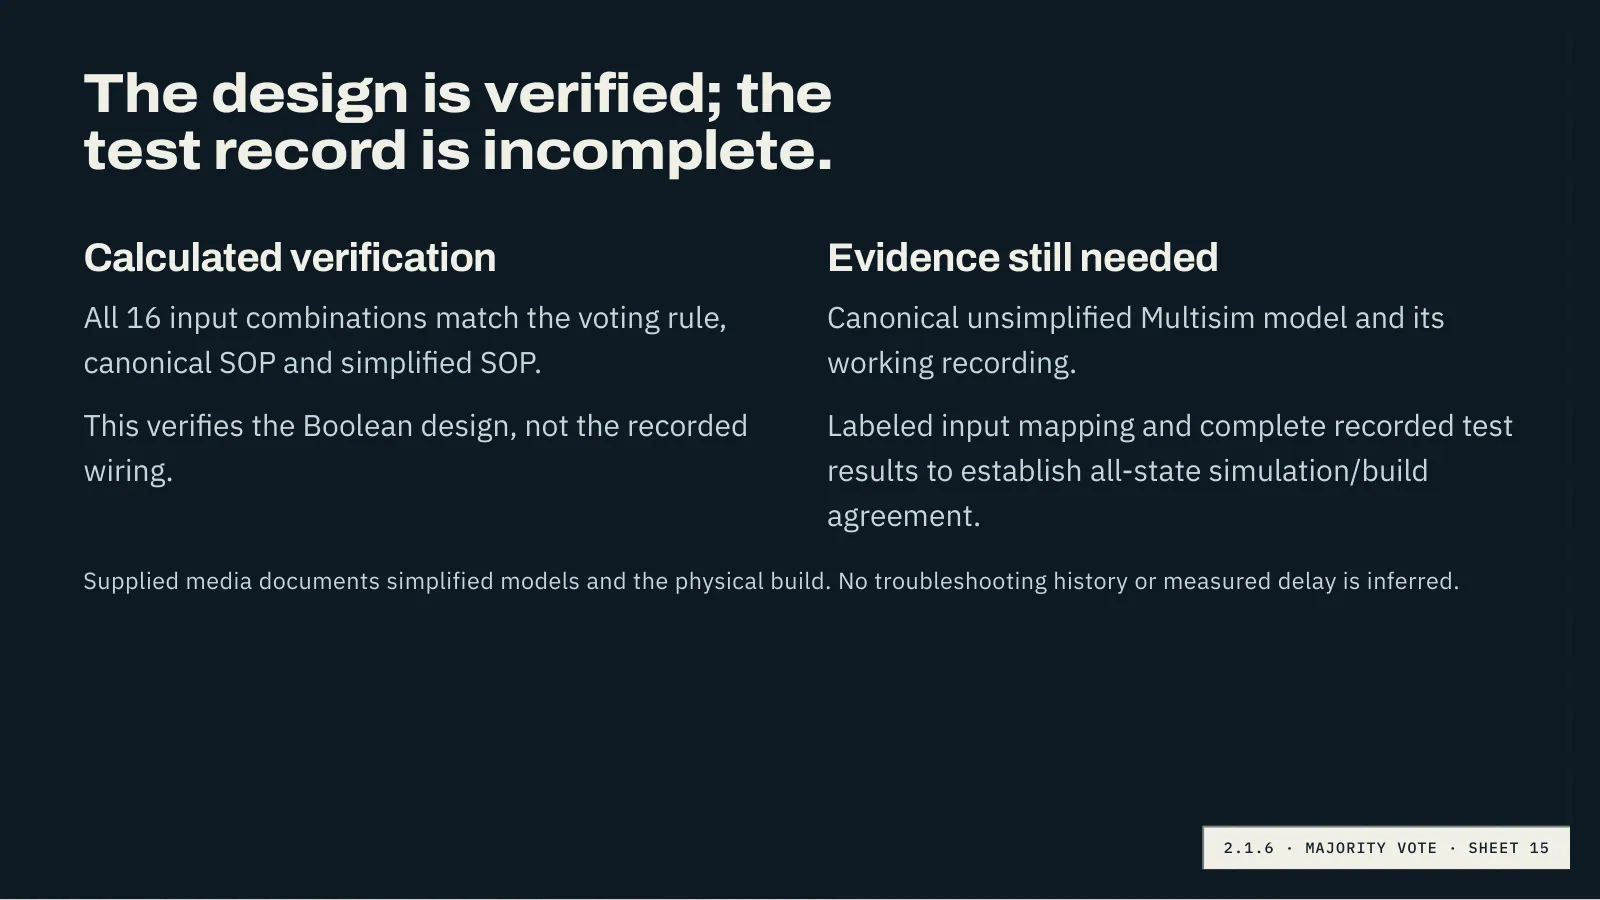 The design is verified; the
test record is incomplete.
Calculated verification
All 16 input combinations match the voting rule,
canonical SOP and simplified SOP.
This verifies the Boolean design, not the recorded
wiring.
Evidence still needed
Canonical unsimplified Multisim model and its
working recording.
Labeled input mapping and complete recorded test
results to establish all-state simulation/build
agreement.
Supplied media documents simplified models and the physical build. No troubleshooting history or measured delay is inferred.
2.1.6 · MAJORITY VOTE · SHEET 15